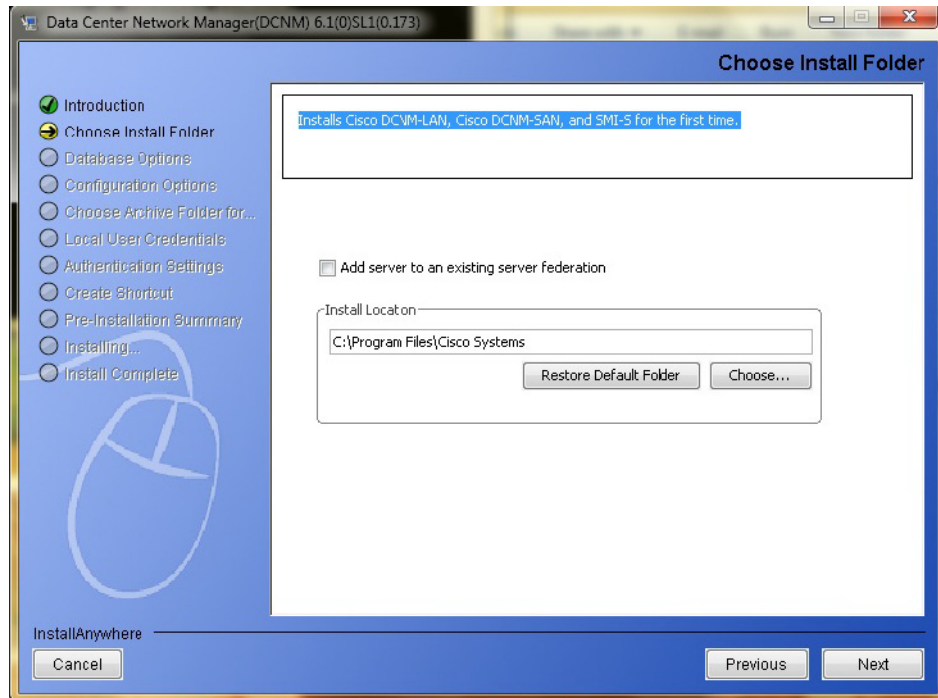 Data Center Network Manager(DCNM) 6.1(0)SL1(0.173)
Choose Install Folder
Introduction
Choose Install Folder
Database Options
Configuration Options
Choose Archive Folder for...
Local User Credentials
Authentication Settings
Create Shortcut
Pre-Installation Summary
Installing...
Install Complete
Installs Cisco DCNM-LAN, Cisco DCNM-SAN, and SMI-S for the first time.
Add server to an existing server federation
Install Locaton
C:\Program Files\Cisco Systems
Restore Default Folder
Choose...
InstallAnywhere
Cancel
Previous
Next